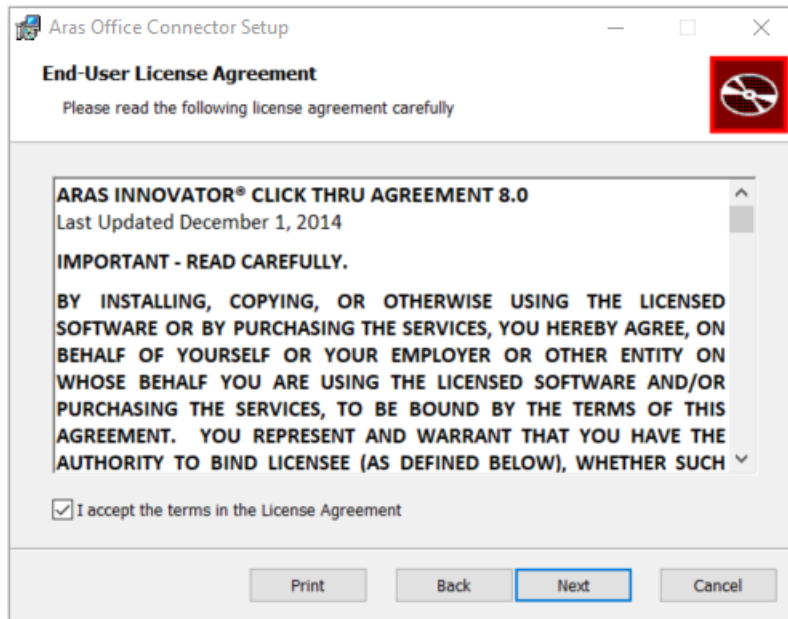 Aras Office Connector Setup
End-User License Agreement
Please read the following license agreement carefully
ARAS INNOVATOR® CLICK THRU AGREEMENT 8.0
Last Updated December 1, 2014
IMPORTANT - READ CAREFULLY.
BY INSTALLING, COPYING, OR OTHERWISE USING THE LICENSED
SOFTWARE OR BY PURCHASING THE SERVICES, YOU HEREBY AGREE, ON
BEHALF OF YOURSELF OR YOUR EMPLOYER OR OTHER ENTITY ON
WHOSE BEHALF YOU ARE USING THE LICENSED SOFTWARE AND/OR
PURCHASING THE SERVICES, TO BE BOUND BY THE TERMS OF THIS
AGREEMENT. YOU REPRESENT AND WARRANT THAT YOU HAVE THE
AUTHORITY TO BIND LICENSEE (AS DEFINED BELOW), WHETHER SUCH
I accept the terms in the License Agreement
Print Back Next Cancel